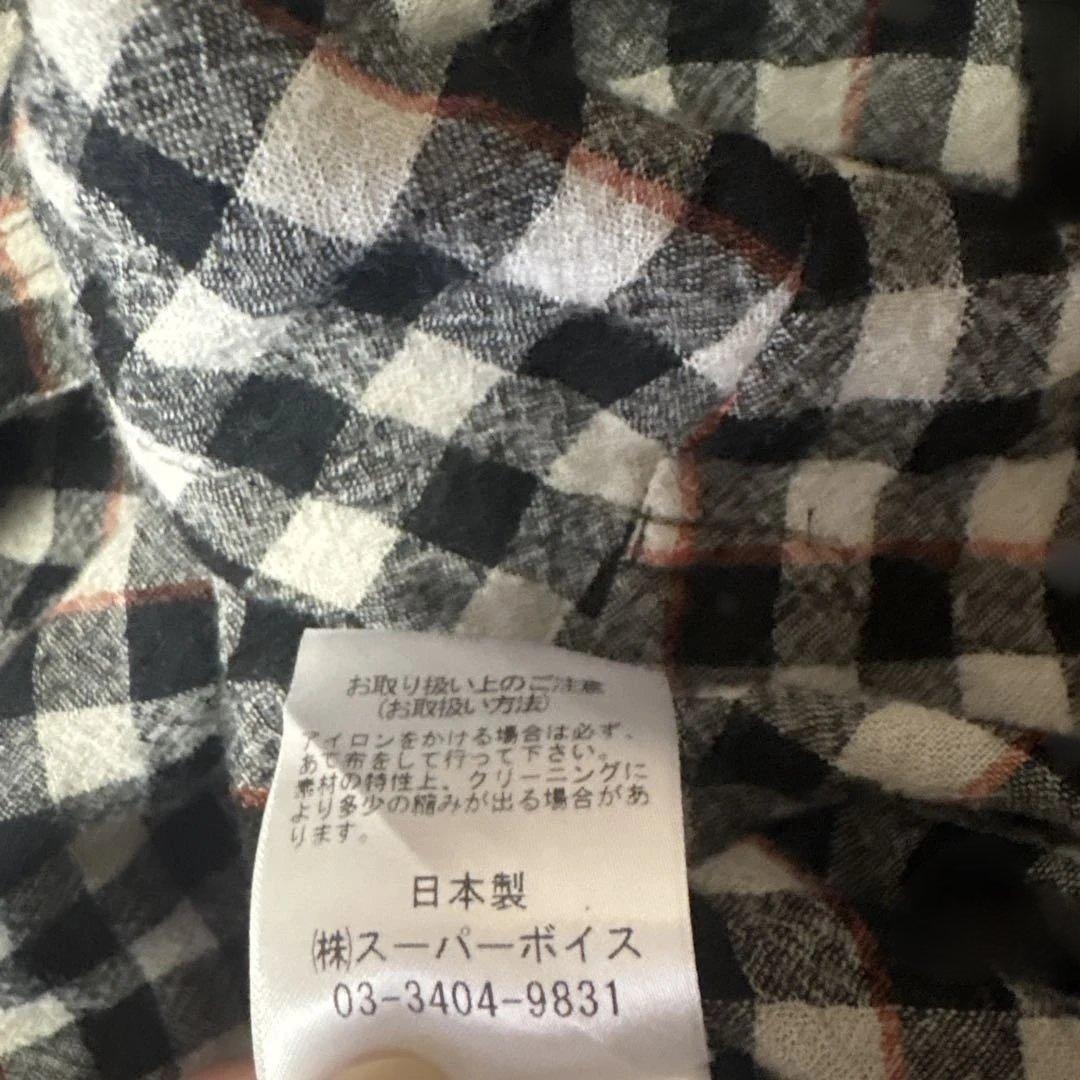 お取り扱い上のご注意
(お取扱い方法)
アイロンをかける場合は必ず、
あて布をして行って下さい。
素材の特性上、クリーニングに
より多少の縮みが出る場合があ
ります。
日本製
㈱スーパーボイス
03-3404-9831